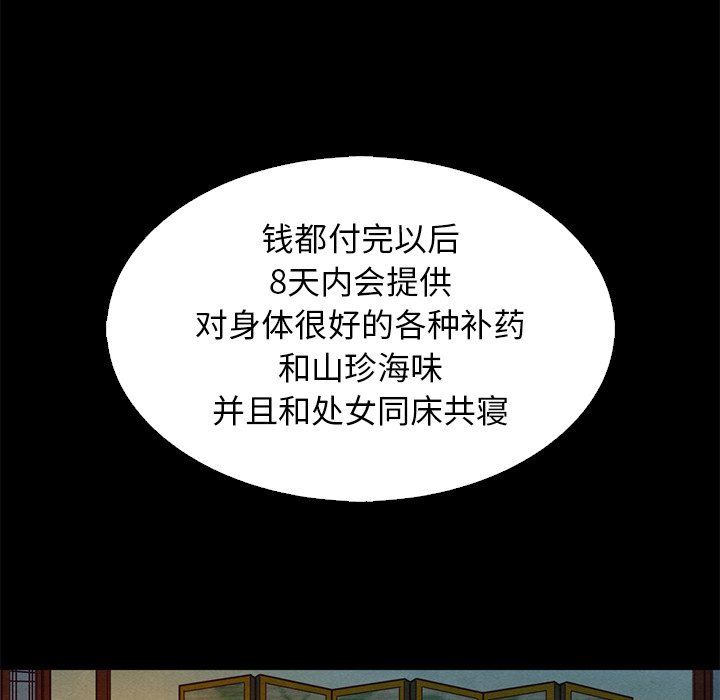 钱都付完以后
8天内会提供
对身体很好的各种补药
和山珍海味
并且和处女同床共寝